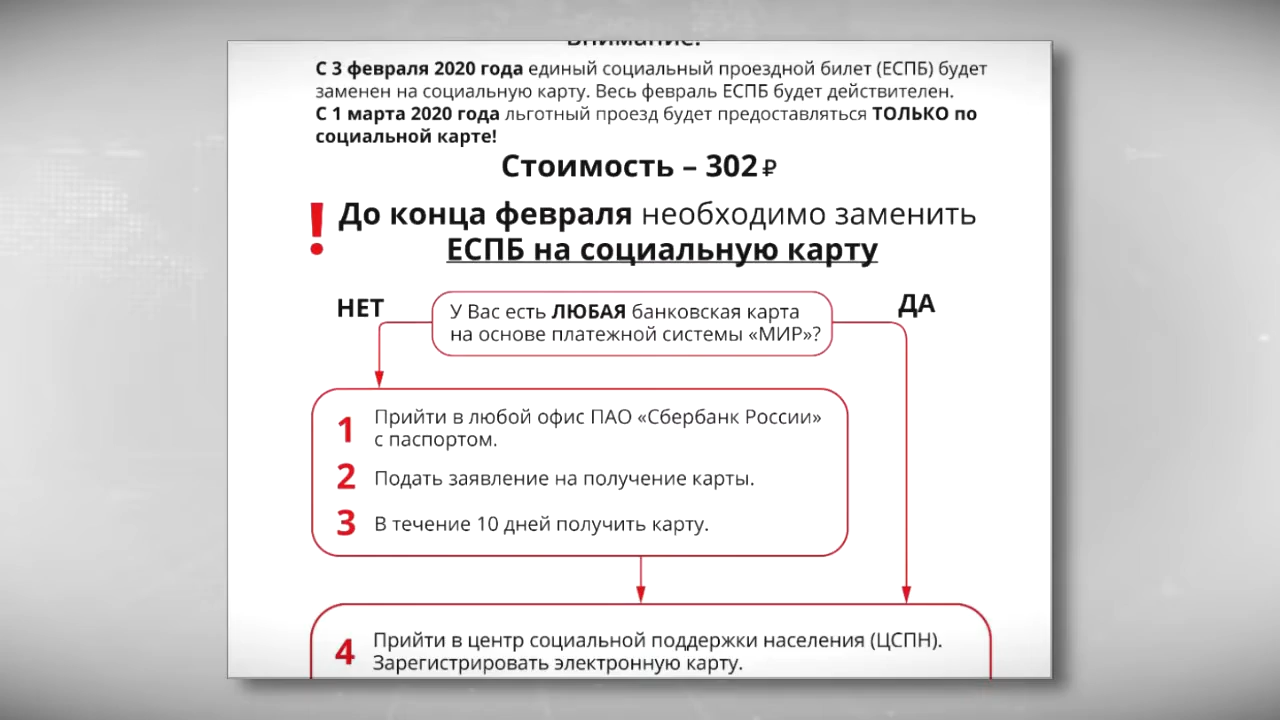 Внимание!
С 3 февраля 2020 года единый социальный проездной билет (ЕСПБ) будет
заменен на социальную карту. Весь февраль ЕСПБ будет действителен.
С 1 марта 2020 года льготный проезд будет предоставляться ТОЛЬКО по
социальной карте!
Стоимость – 302 ₽
! До конца февраля необходимо заменить
ЕСПБ на социальную карту
НЕТ
У Вас есть ЛЮБАЯ банковская карта
на основе платежной системы «МИР»?
ДА
1 Прийти в любой офис ПАО «Сбербанк России»
с паспортом.
2 Подать заявление на получение карты.
3 В течение 10 дней получить карту.
4 Прийти в центр социальной поддержки населения (ЦСПН).
Зарегистрировать электронную карту.